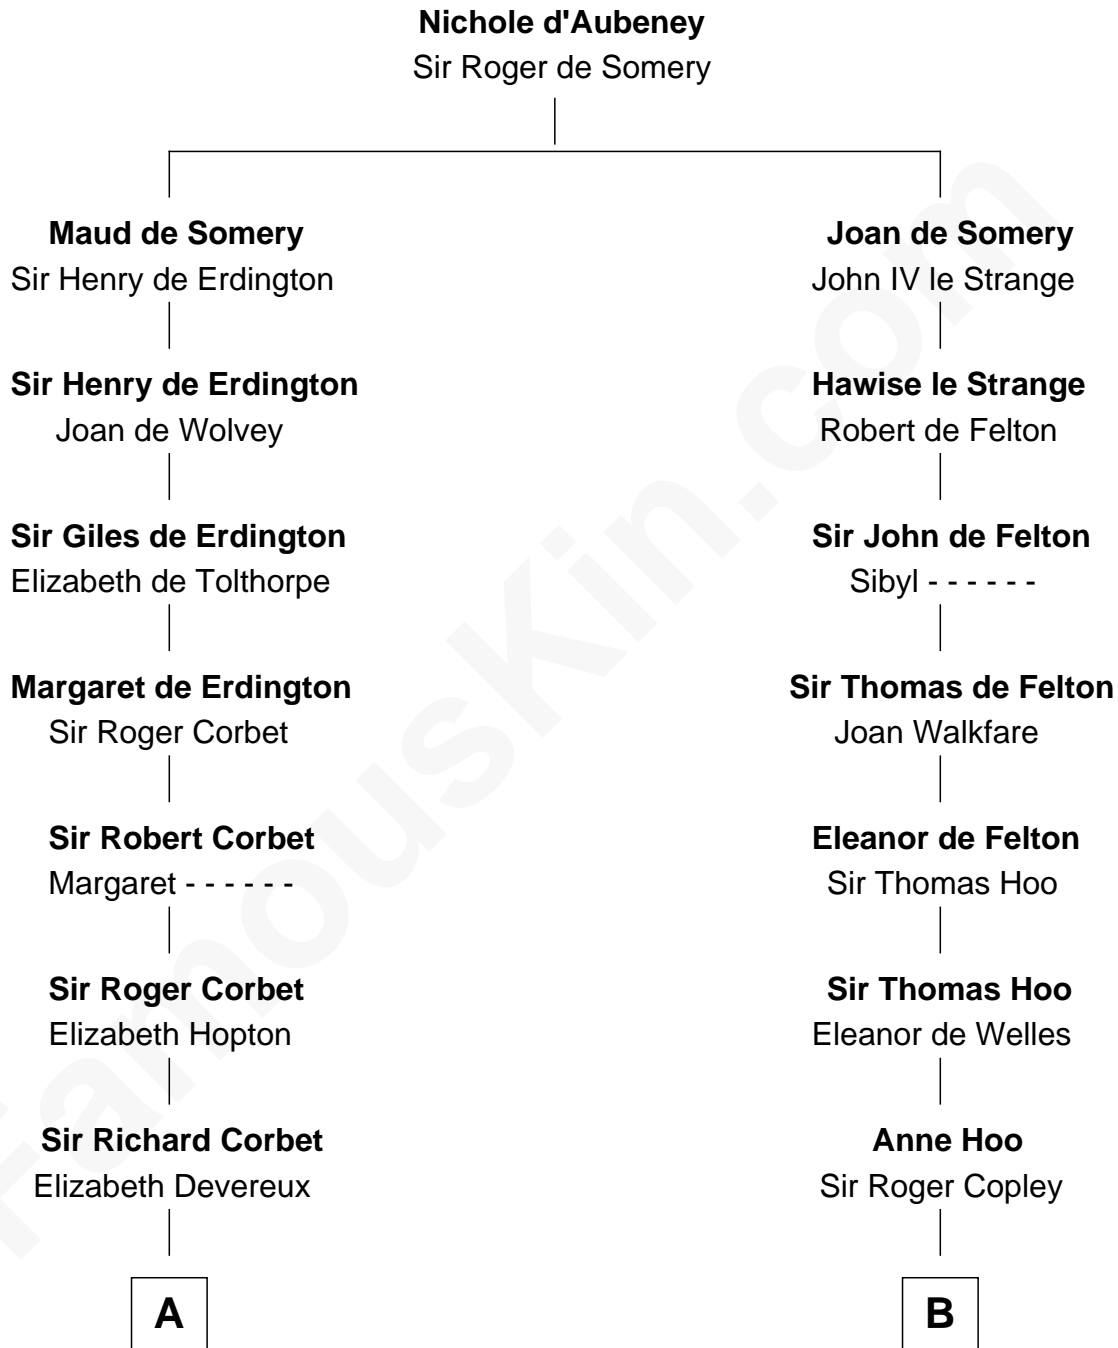 Nichole d'Aubeney
Sir Roger de Somery
Maud de Somery
Sir Henry de Erdington
Sir Henry de Erdington
Joan de Wolvey
Sir Giles de Erdington
Elizabeth de Tolthorpe
Margaret de Erdington
Sir Roger Corbet
Sir Robert Corbet
Margaret - - - - - -
Sir Roger Corbet
Elizabeth Hopton
Sir Richard Corbet
Elizabeth Devereux
A
Joan de Somery
John IV le Strange
Hawise le Strange
Robert de Felton
Sir John de Felton
Sibyl - - - - - -
Sir Thomas de Felton
Joan Walkfare
Eleanor de Felton
Sir Thomas Hoo
Sir Thomas Hoo
Eleanor de Welles
Anne Hoo
Sir Roger Copley
B
FamousKin.com